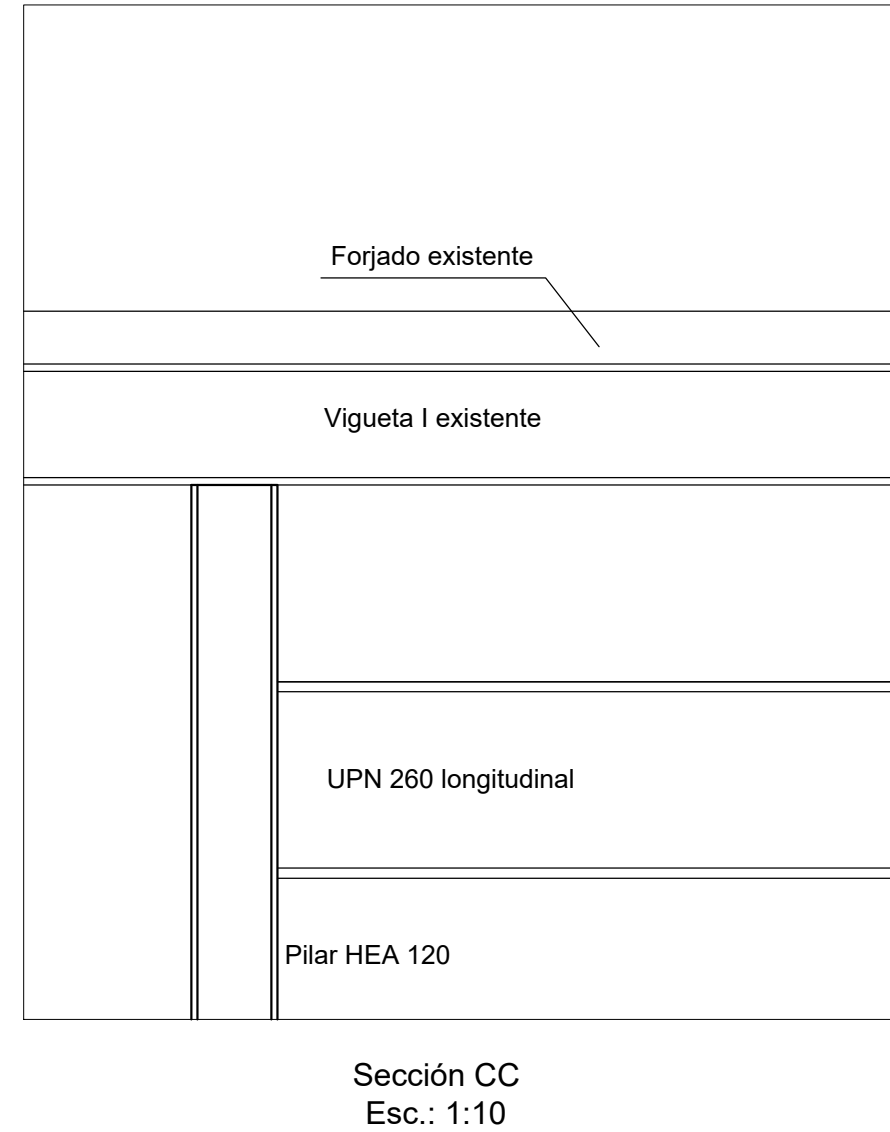 Forjado existente
Vigueta I existente
UPN 260 longitudinal
Pilar HEA 120
Sección CC
Esc.: 1:10